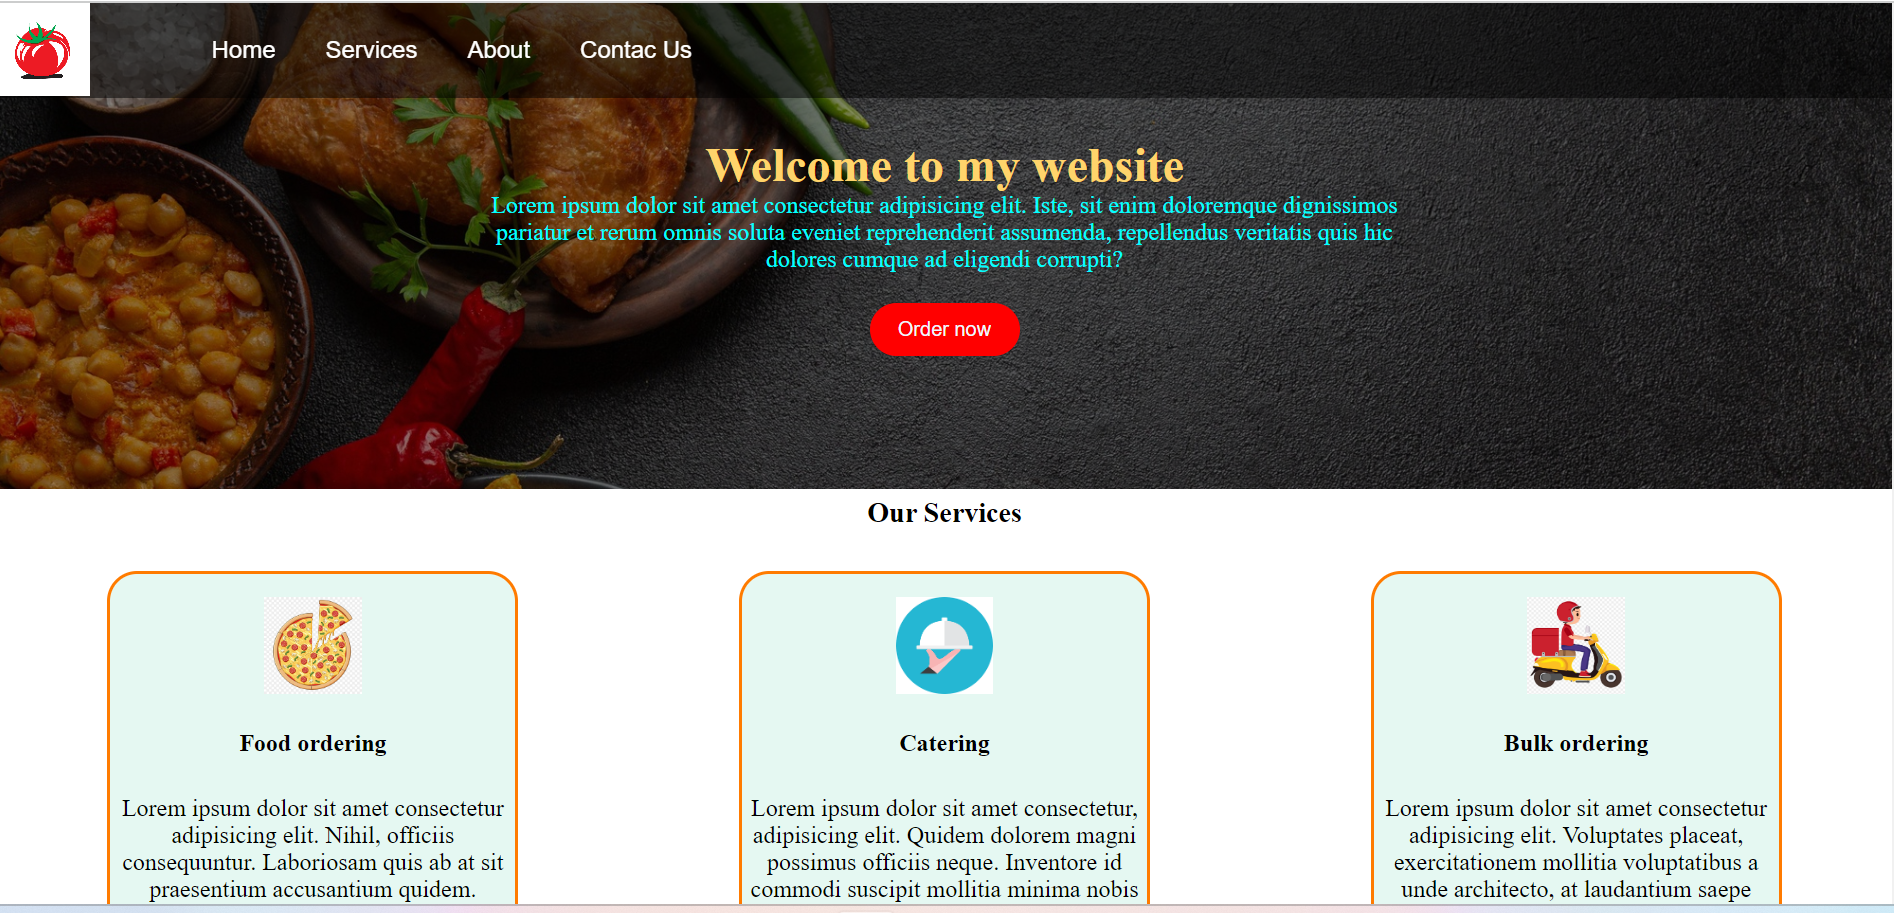 Home Services About Contac Us
Welcome to my website
Lorem ipsum dolor sit amet consectetur adipisicing elit. Iste, sit enim doloremque dignissimos
pariatur et rerum omnis soluta eveniet reprehenderit assumenda, repellendus veritatis quis hic
dolores cumque ad eligendi corrupti?
Order now
Our Services
Food ordering
Lorem ipsum dolor sit amet consectetur
adipisicing elit. Nihil, officiis
consequuntur. Laboriosam quis ab at sit
praesentium accusantium quidem.
Catering
Lorem ipsum dolor sit amet consectetur,
adipisicing elit. Quidem dolorem magni
possimus officiis neque. Inventore id
commodi suscipit mollitia minima nobis
Bulk ordering
Lorem ipsum dolor sit amet consectetur
adipisicing elit. Voluptates placeat,
exercitationem mollitia voluptatibus a
unde architecto, at laudantium saepe